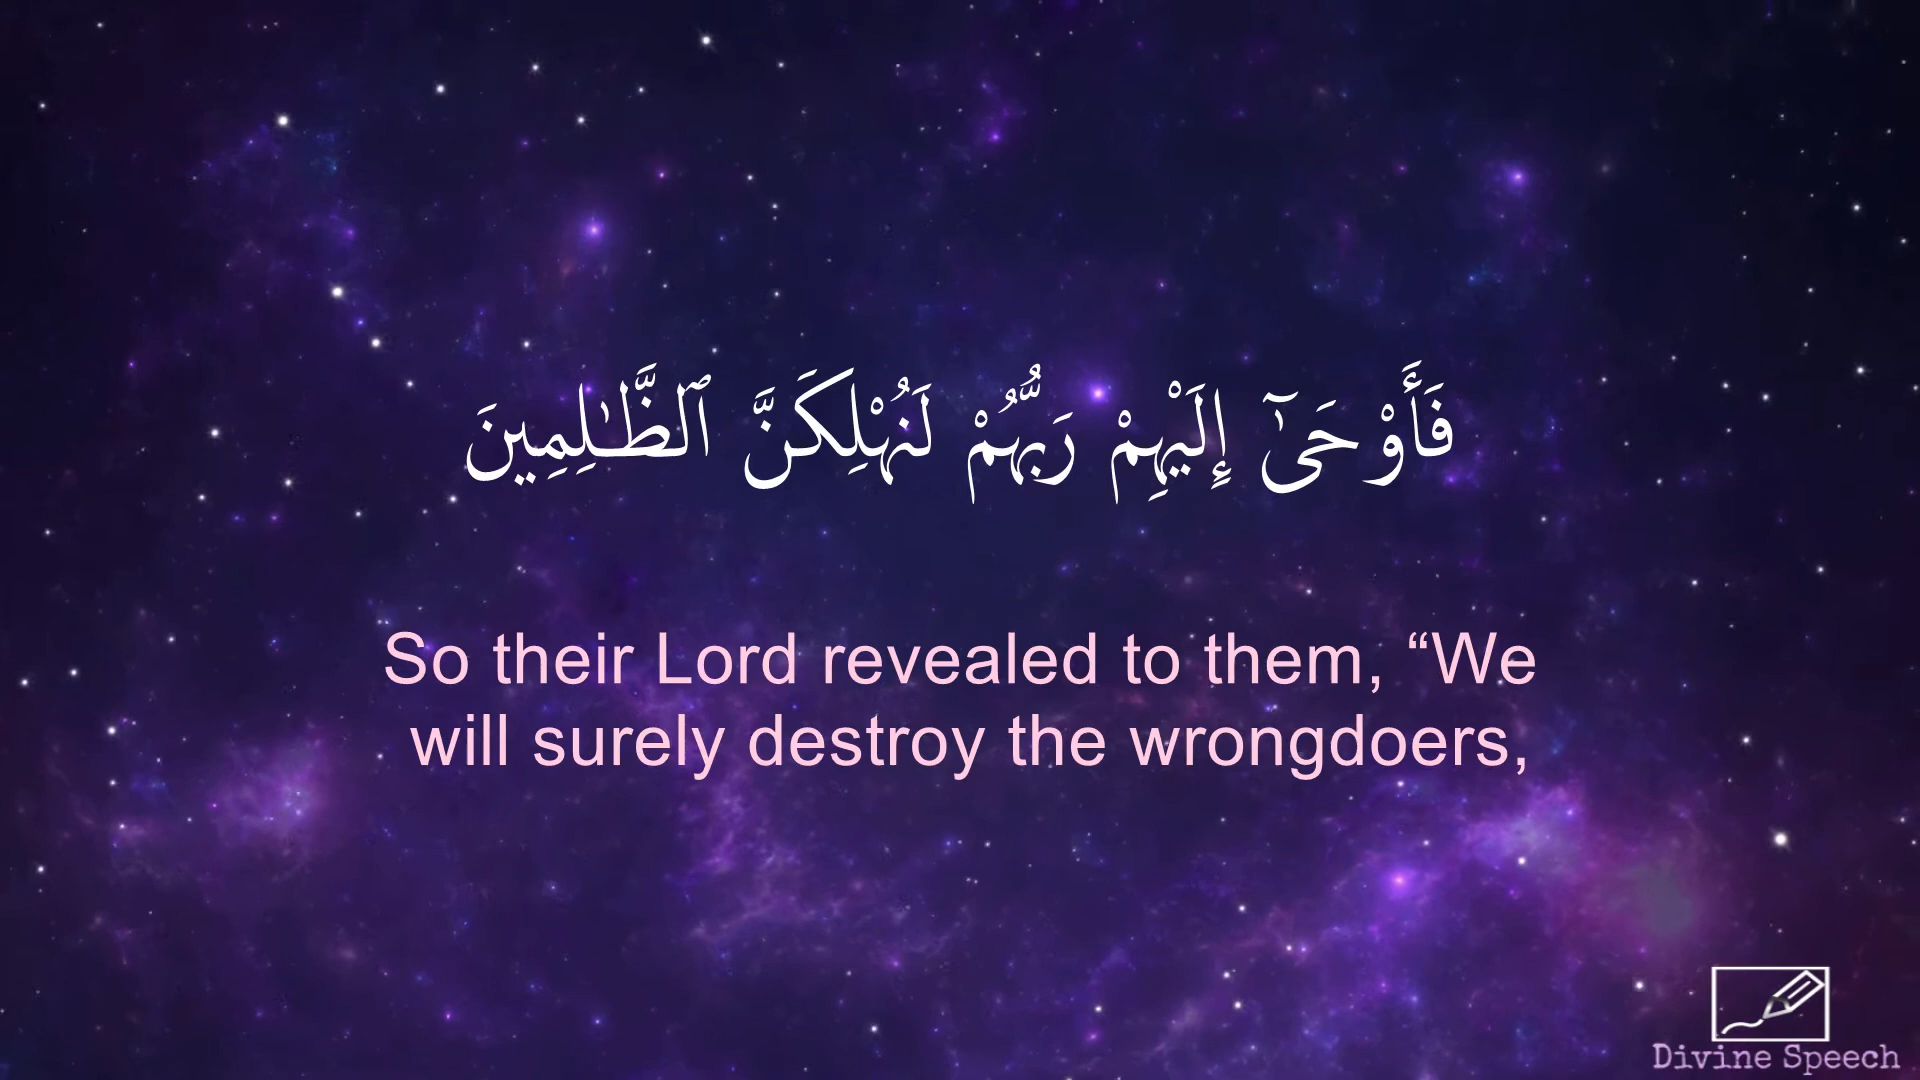 فَأَوْحَىٰٓ إِلَيْهِمْ رَبُّهُمْ لَنُهْلِكَنَّ ٱلظَّـٰلِمِينَ
So their Lord revealed to them, “We
will surely destroy the wrongdoers,
Divine Speech